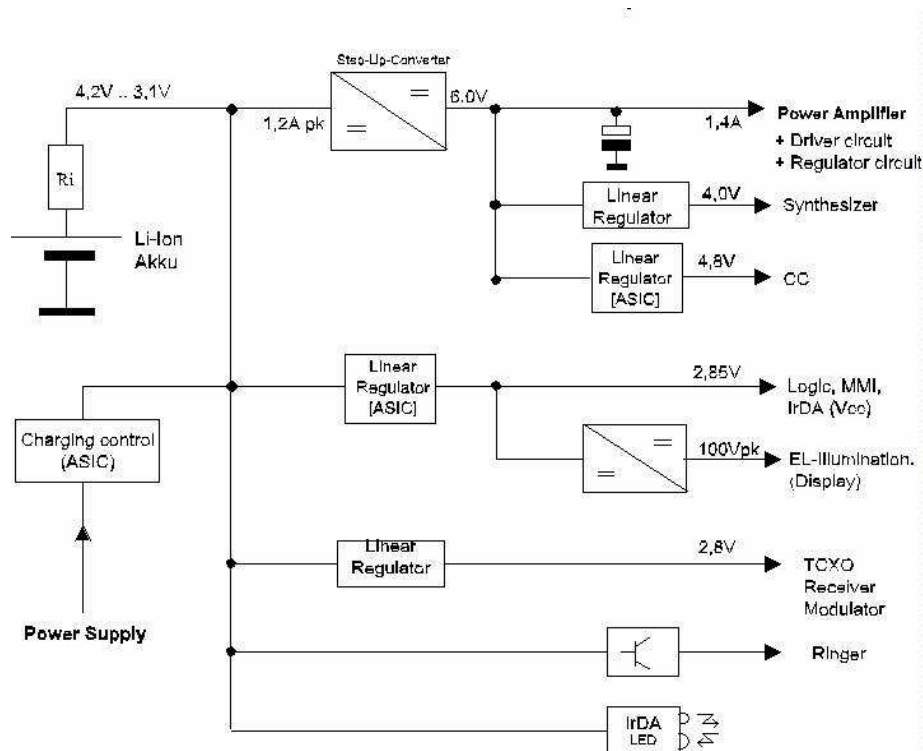 Step-Up-Converter
4,2V .. 3,1V
6.0V
1,2A pk
1,4A
Power Amplifier
+ Driver circuit
+ Regulator circuit
Ri
Linear
Regulator
4,0V
Synthesizer
Li-Ion
Akku
Linear
Regulator
[ASIC]
4,8V
CC
Linear
Regulator
[ASIC]
2,85V
Logic, MMI,
IrDA (Vcc)
Charging control
(ASIC)
100Vpk
EL-Illumination.
(Display)
Linear
Regulator
2,8V
TCXO
Receiver
Modulator
Power Supply
Ringer
IrDA
LED